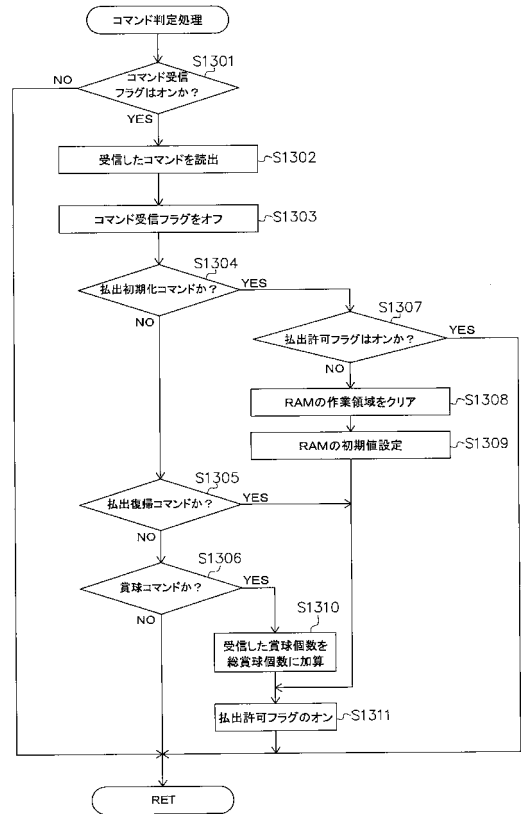 コマンド判定処理
S1301
NO
コマンド受信
フラグはオンか?
YES
受信したコマンドを読出
S1302
コマンド受信フラグをオフ
S1303
S1304
払出初期化コマンドか?
YES
NO
S1307
払出許可フラグはオンか?
YES
NO
RAMの作業領域をクリア
S1308
RAMの初期値設定
S1309
S1305
払出復帰コマンドか?
YES
NO
S1306
賞球コマンドか?
YES
NO
S1310
受信した賞球個数を
総賞球個数に加算
払出許可フラグのオン
S1311
RET